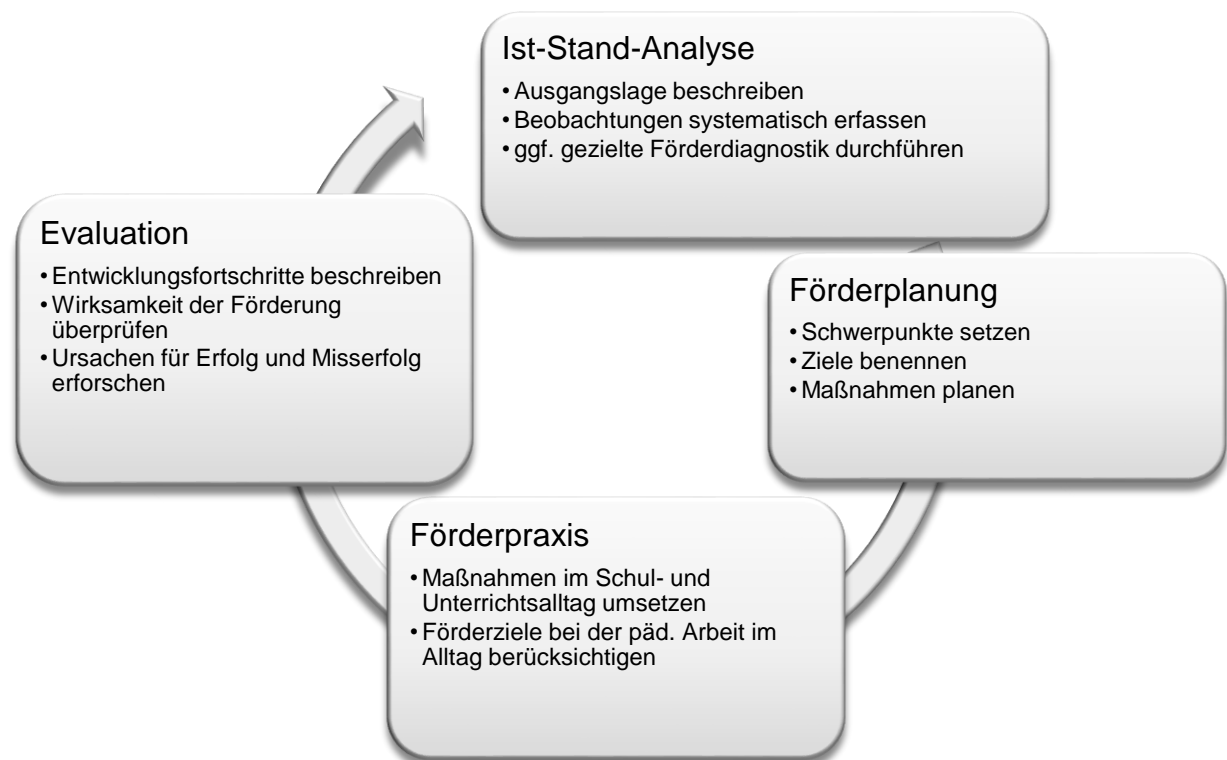 Ist-Stand-Analyse
• Ausgangslage beschreiben
• Beobachtungen systematisch erfassen
• ggf. gezielte Förderdiagnostik durchführen
Förderplanung
• Schwerpunkte setzen
• Ziele benennen
• Maßnahmen planen
Förderpraxis
• Maßnahmen im Schul- und
Unterrichtsalltag umsetzen
• Förderziele bei der päd. Arbeit im
Alltag berücksichtigen
Evaluation
• Entwicklungsfortschritte beschreiben
• Wirksamkeit der Förderung
überprüfen
• Ursachen für Erfolg und Misserfolg
erforschen